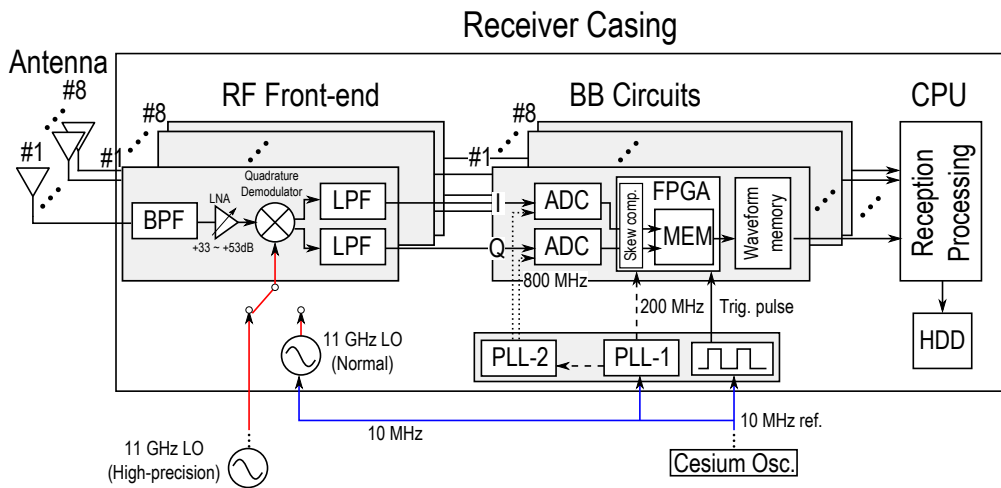 Receiver Casing
Antenna
RF Front-end
BB Circuits
CPU
#8
#8
#8
#1
#1
#1
Quadrature
Demodulator
LNA
BPF
+33 ~ +53dB
LPF
LPF
I
Q
ADC
ADC
Skew comp.
FPGA
MEM
Waveform
memory
Reception
Processing
800 MHz
200 MHz
Trig. pulse
HDD
11 GHz LO
(Normal)
PLL-2
PLL-1
10 MHz
10 MHz ref.
11 GHz LO
(High-precision)
Cesium Osc.